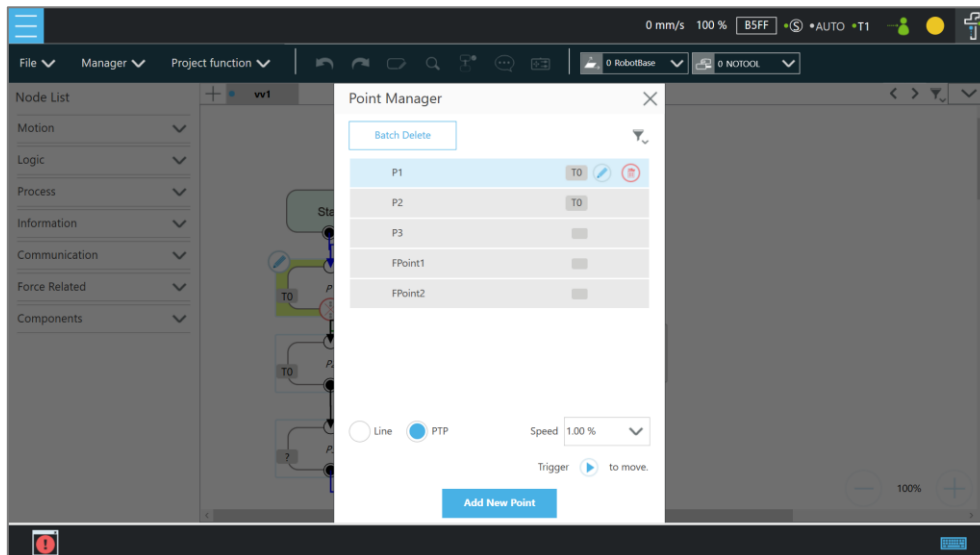 0 mm/s 100 % B5FF •Ⓢ •AUTO •T1
File Manager Project function 0 RobotBase 0 NOTOOL
Node List
Motion
Logic
Process
Information
Communication
Force Related
Components
vv1
Sta
T0
T0
?
Point Manager
Batch Delete
P1 T0
P2 T0
P3
FPoint1
FPoint2
Line PTP Speed 1.00 %
Trigger to move.
Add New Point
100%